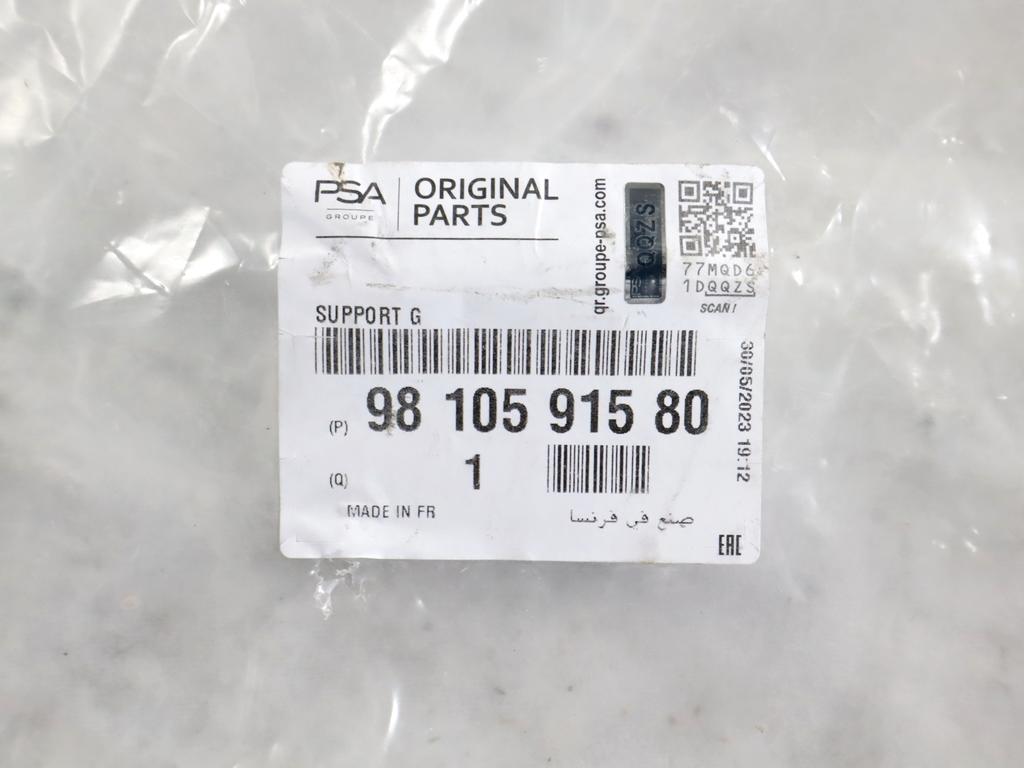 PSA
GROUPE
ORIGINAL
PARTS
qr.groupe-psa.com
QQZS
77MQD6
1DQQZS
SCAN!
SUPPORT G
(P) 98 105 915 80
(Q) 1
30/05/2023 19:12
MADE IN FR
صنع في فرنسا
EAC